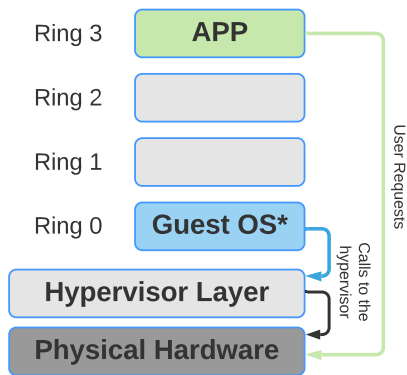 Ring 3
APP
Ring 2
Ring 1
Ring 0
Guest OS*
Hypervisor Layer
Physical Hardware
User Requests
Calls to the
hypervisor